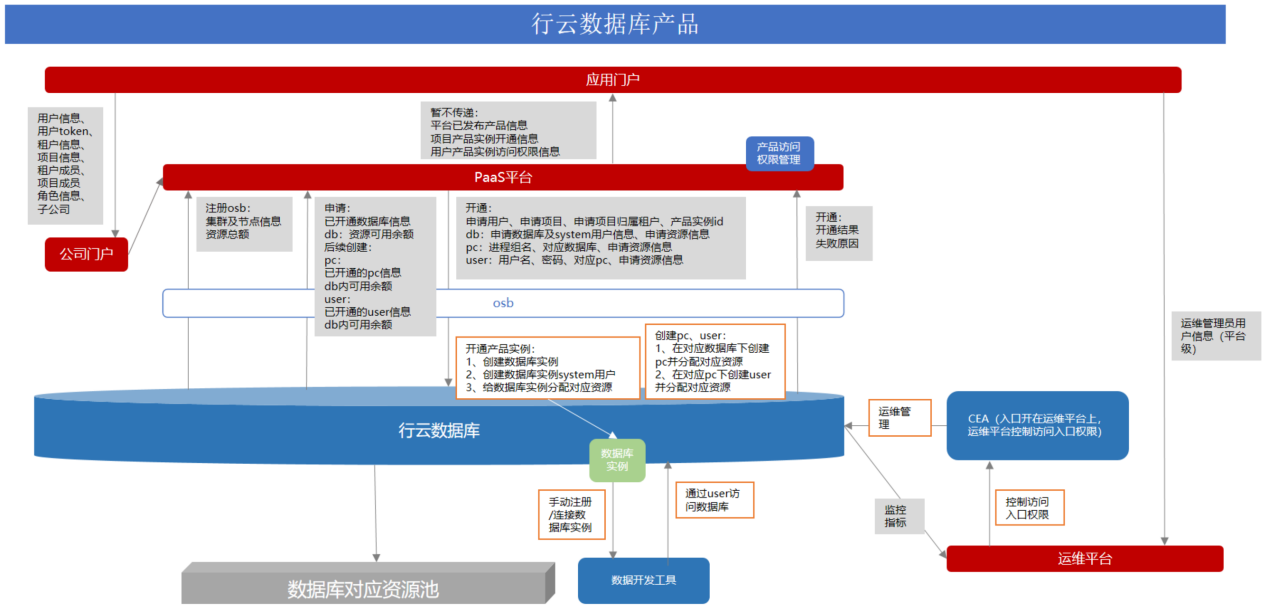 行云数据库产品
应用门户
用户信息、
用户token、
租户信息、
项目信息、
租户成员、
项目成员
角色信息、
子公司
暂不传递：
平台已发布产品信息
项目产品实例开通信息
用户产品实例访问权限信息
产品访问
权限管理
PaaS平台
公司门户
注册osb：
集群及节点信息
资源总额
申请：
已开通数据库信息
db：资源可用余额
后续创建：
pc：
已开通的pc信息
db内可用余额
user：
已开通的user信息
db内可用余额
开通：
申请用户、申请项目、申请项目归属租户、产品实例id
db：申请数据库及system用户信息、申请资源信息
pc：进程组名、对应数据库、申请资源信息
user：用户名、密码、对应pc、申请资源信息
开通：
开通结果
失败原因
osb
运维管理员用
户信息（平台
级）
开通产品实例：
1、创建数据库实例
2、创建数据库实例system用户
3、给数据库实例分配对应资源
创建pc、user：
1、在对应数据库下创建
pc并分配对应资源
2、在对应pc下创建user
并分配对应资源
行云数据库
运维管
理
CEA（入口开在运维平台上，
运维平台控制访问入口权限）
数据库
实例
手动注册
/连接数
据库实例
通过user访
问数据库
监控
指标
控制访问
入口权限
运维平台
数据库对应资源池
数据开发工具